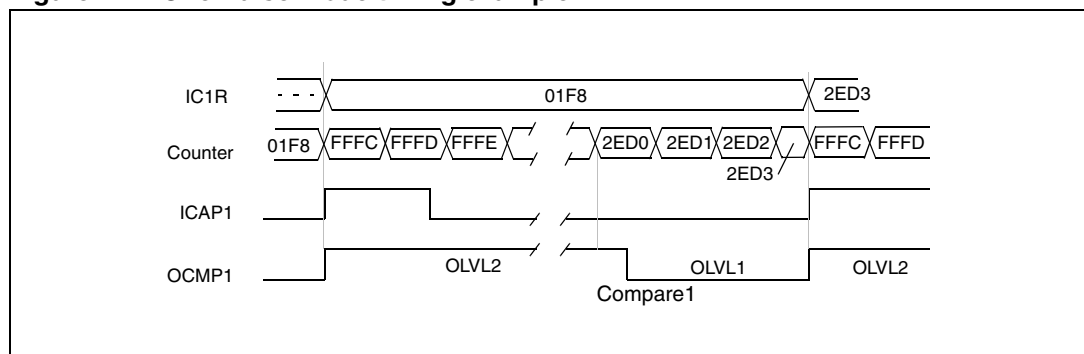 IC1R - - - 01F8 2ED3
Counter 01F8 FFFC FFFD FFFE 2ED0 2ED1 2ED2 FFFC FFFD
2ED3
ICAP1
OCMP1 OLVL2 OLVL1 OLVL2
Compare1